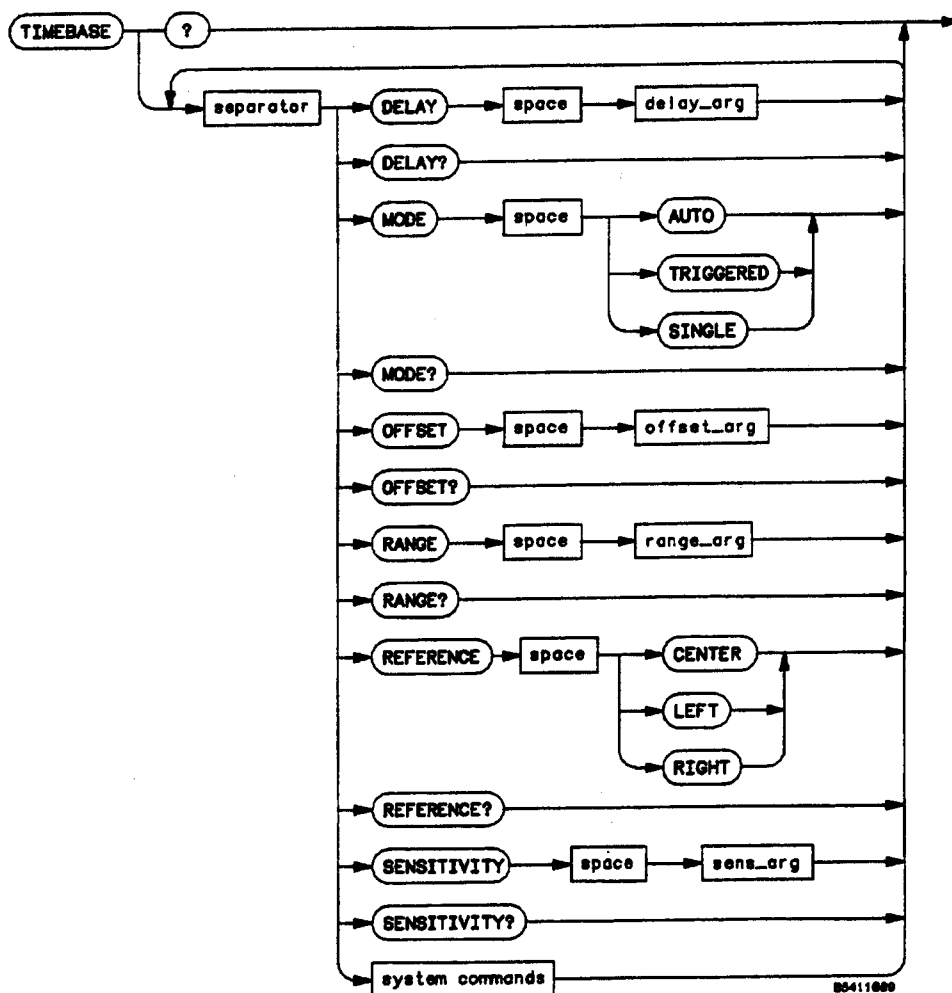 TIMEBASE ?
separator DELAY space delay_arg
DELAY?
MODE space AUTO
TRIGGERED
SINGLE
MODE?
OFFSET space offset_arg
OFFSET?
RANGE space range_arg
RANGE?
REFERENCE space CENTER
LEFT
RIGHT
REFERENCE?
SENSITIVITY space sens_arg
SENSITIVITY?
system commands